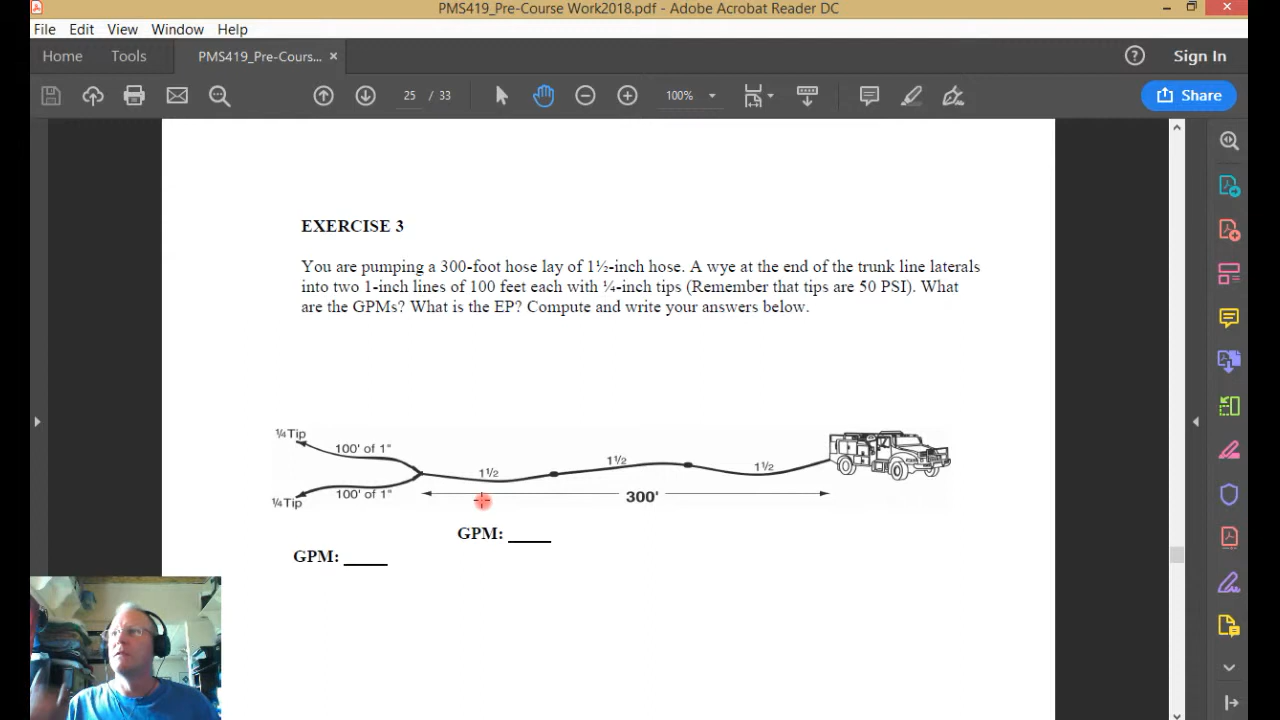 PMS419_Pre-Course Work2018.pdf - Adobe Acrobat Reader DC
File Edit View Window Help
Home Tools PMS419_Pre-Cours... × Sign In
25 / 33 100% Share
EXERCISE 3
You are pumping a 300-foot hose lay of 1½-inch hose. A wye at the end of the trunk line laterals
into two 1-inch lines of 100 feet each with ¼-inch tips (Remember that tips are 50 PSI). What
are the GPMs? What is the EP? Compute and write your answers below.
¼ Tip
100' of 1"
1½
1½
1½
¼ Tip
100' of 1"
300'
GPM: ____
GPM: ____